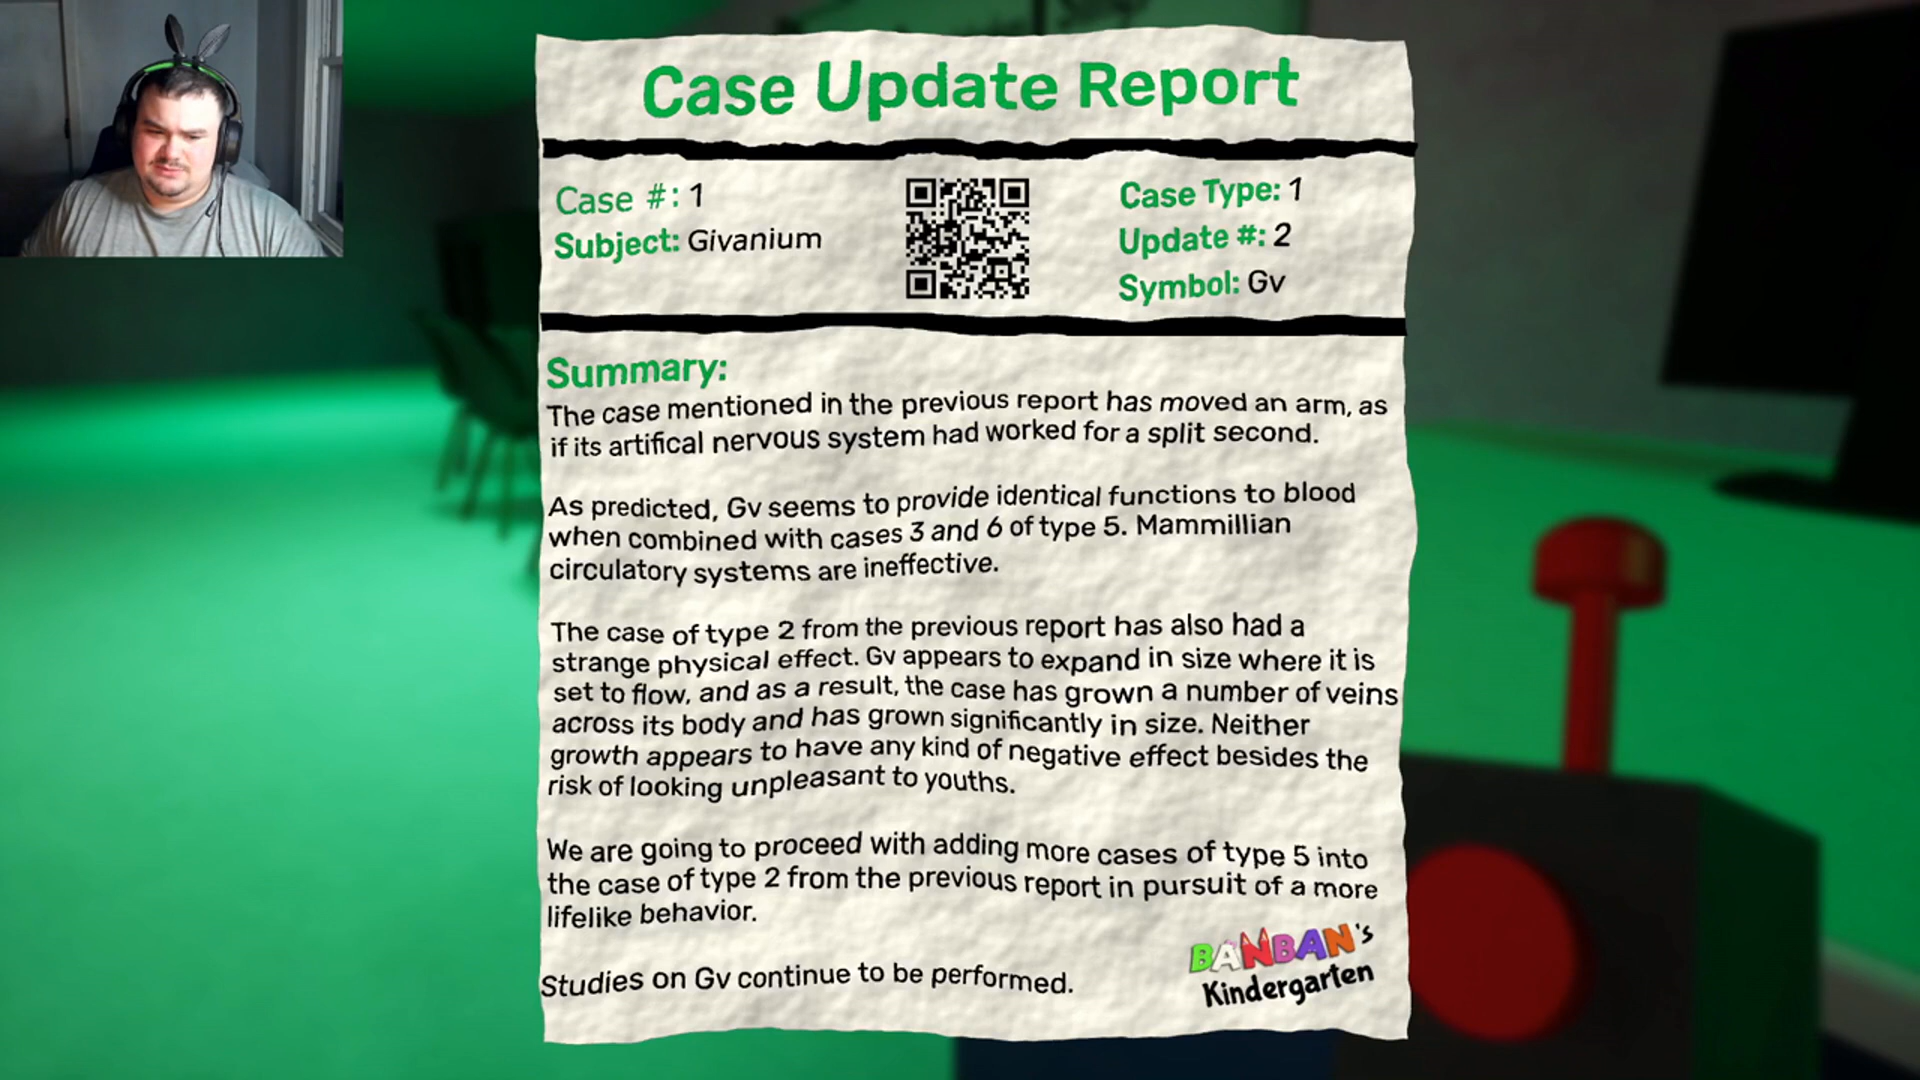 Case Update Report
Case #: 1
Subject: Givanium
Case Type: 1
Update #: 2
Symbol: Gv
Summary:
The case mentioned in the previous report has moved an arm, as
if its artifical nervous system had worked for a split second.
As predicted, Gv seems to provide identical functions to blood
when combined with cases 3 and 6 of type 5. Mammillian
circulatory systems are ineffective.
The case of type 2 from the previous report has also had a
strange physical effect. Gv appears to expand in size where it is
set to flow, and as a result, the case has grown a number of veins
across its body and has grown significantly in size. Neither
growth appears to have any kind of negative effect besides the
risk of looking unpleasant to youths.
We are going to proceed with adding more cases of type 5 into
the case of type 2 from the previous report in pursuit of a more
lifelike behavior.
Studies on Gv continue to be performed.
BANBAN's
Kindergarten